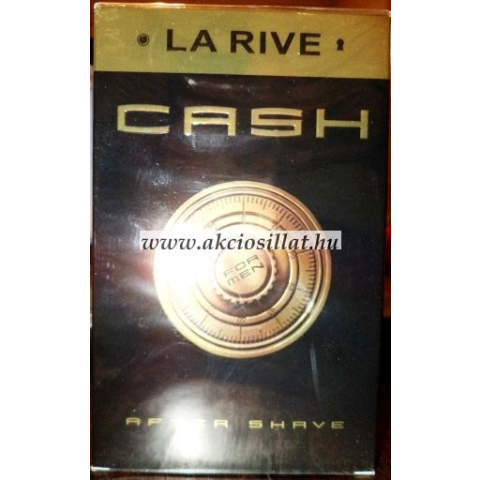 LA RIVE
CASH
www.akciosillat.hu
FOR
MEN
AFTER SHAVE